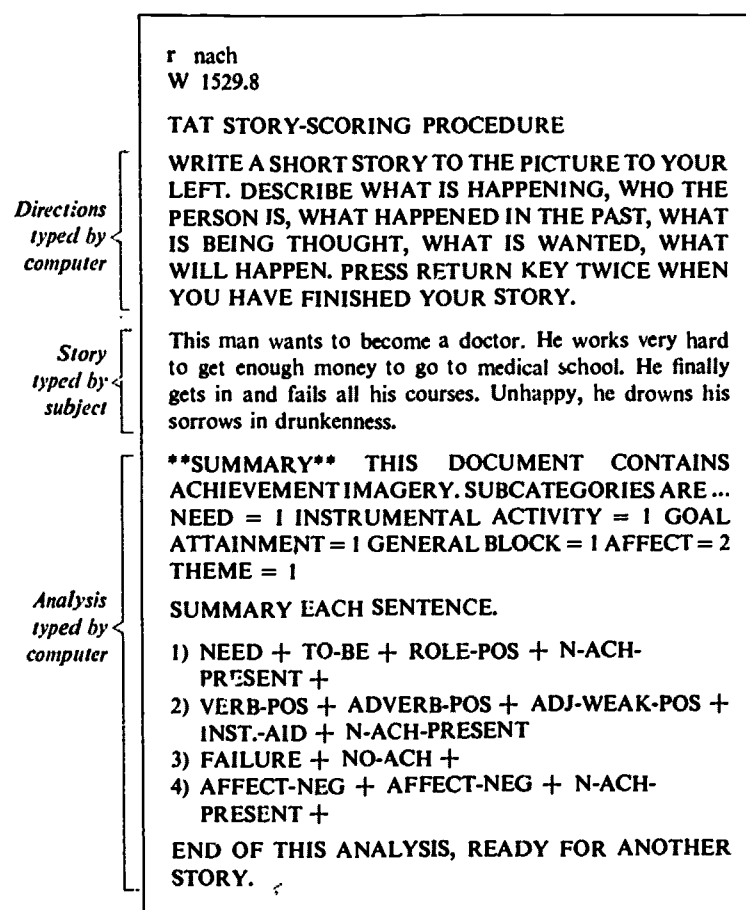 r nach
W 1529.8
TAT STORY-SCORING PROCEDURE
Directions
typed by
computer
WRITE A SHORT STORY TO THE PICTURE TO YOUR
LEFT. DESCRIBE WHAT IS HAPPENING, WHO THE
PERSON IS, WHAT HAPPENED IN THE PAST, WHAT
IS BEING THOUGHT, WHAT IS WANTED, WHAT
WILL HAPPEN. PRESS RETURN KEY TWICE WHEN
YOU HAVE FINISHED YOUR STORY.
Story
typed by
subject
This man wants to become a doctor. He works very hard
to get enough money to go to medical school. He finally
gets in and fails all his courses. Unhappy, he drowns his
sorrows in drunkenness.
Analysis
typed by
computer
**SUMMARY** THIS DOCUMENT CONTAINS
ACHIEVEMENT IMAGERY. SUBCATEGORIES ARE ...
NEED = 1 INSTRUMENTAL ACTIVITY = 1 GOAL
ATTAINMENT = 1 GENERAL BLOCK = 1 AFFECT = 2
THEME = 1
SUMMARY EACH SENTENCE.
1) NEED + TO-BE + ROLE-POS + N-ACH-
PRESENT +
2) VERB-POS + ADVERB-POS + ADJ-WEAK-POS +
INST.-AID + N-ACH-PRESENT
3) FAILURE + NO-ACH +
4) AFFECT-NEG + AFFECT-NEG + N-ACH-
PRESENT +
END OF THIS ANALYSIS, READY FOR ANOTHER
STORY.